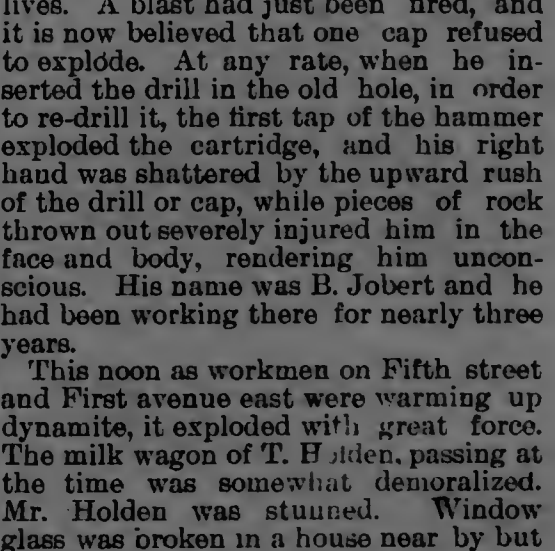 lives. A blast had just been fired, and
it is now believed that one cap refused
to explode. At any rate, when he in-
serted the drill in the old hole, in order
to re-drill it, the first tap of the hammer
exploded the cartridge, and his right
hand was shattered by the upward rush
of the drill or cap, while pieces of rock
thrown out severely injured him in the
face and body, rendering him uncon-
scious. His name was B. Jobert and he
had been working there for nearly three
years.
This noon as workmen on Fifth street
and First avenue east were warming up
dynamite, it exploded with great force.
The milk wagon of T. Holden, passing at
the time was somewhat demoralized.
Mr. Holden was stunned. Window
glass was broken in a house near by but